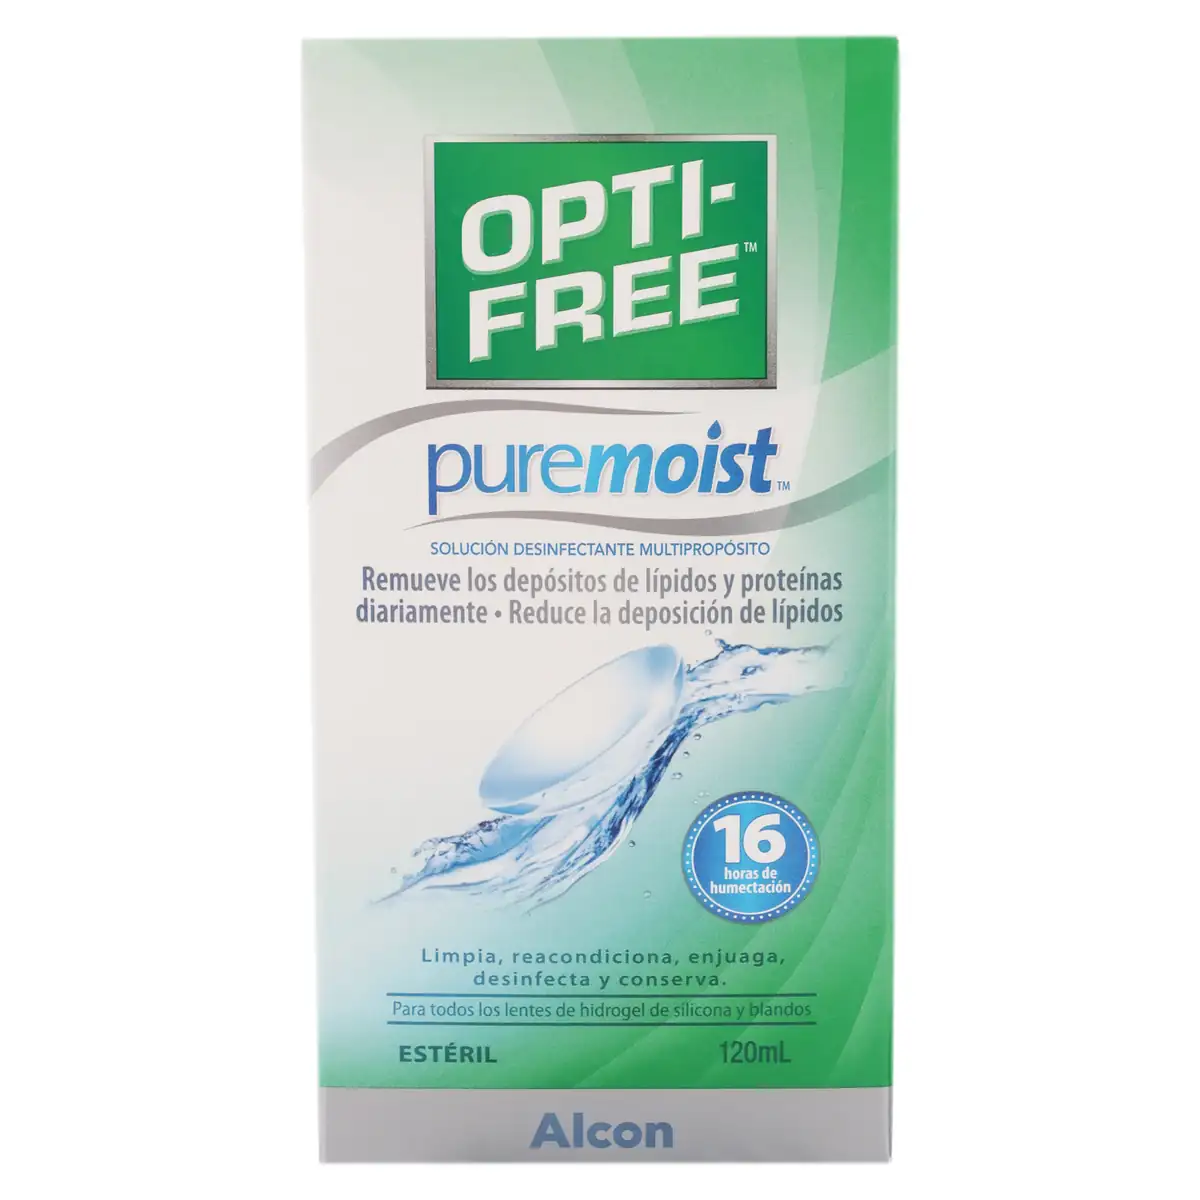 OPTI-
FREE™
puremoist™
SOLUCIÓN DESINFECTANTE MULTIPROPÓSITO
Remueve los depósitos de lípidos y proteínas
diariamente • Reduce la deposición de lípidos
16
horas de
humectación
Limpia, reacondiciona, enjuaga,
desinfecta y conserva.
Para todos los lentes de hidrogel de silicona y blandos
ESTÉRIL 120mL
Alcon